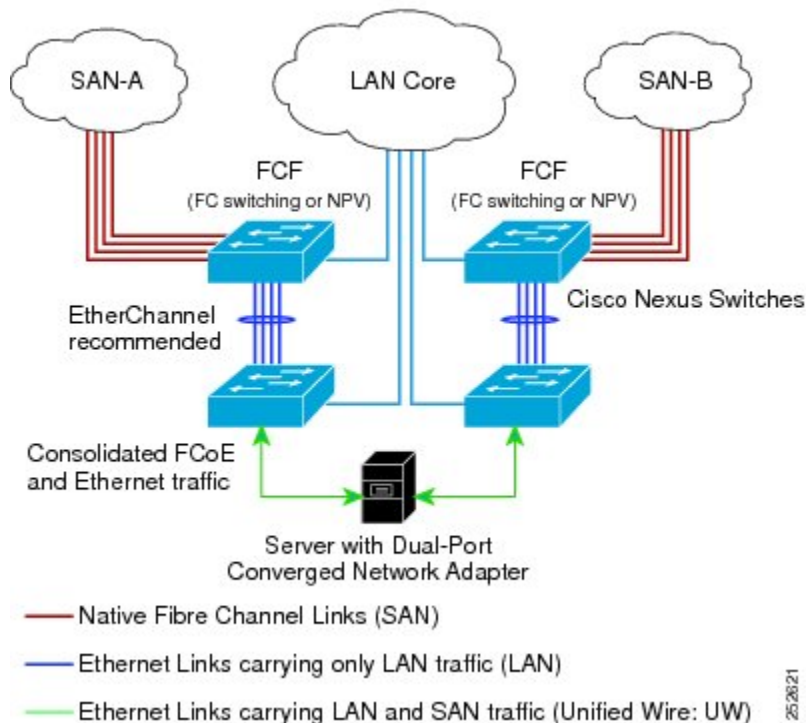 SAN-A
LAN Core
SAN-B
FCF
(FC switching or NPV)
FCF
(FC switching or NPV)
EtherChannel
recommended
Cisco Nexus Switches
Consolidated FCoE
and Ethernet traffic
Server with Dual-Port
Converged Network Adapter
Native Fibre Channel Links (SAN)
Ethernet Links carrying only LAN traffic (LAN)
Ethernet Links carrying LAN and SAN traffic (Unified Wire: UW)
252621